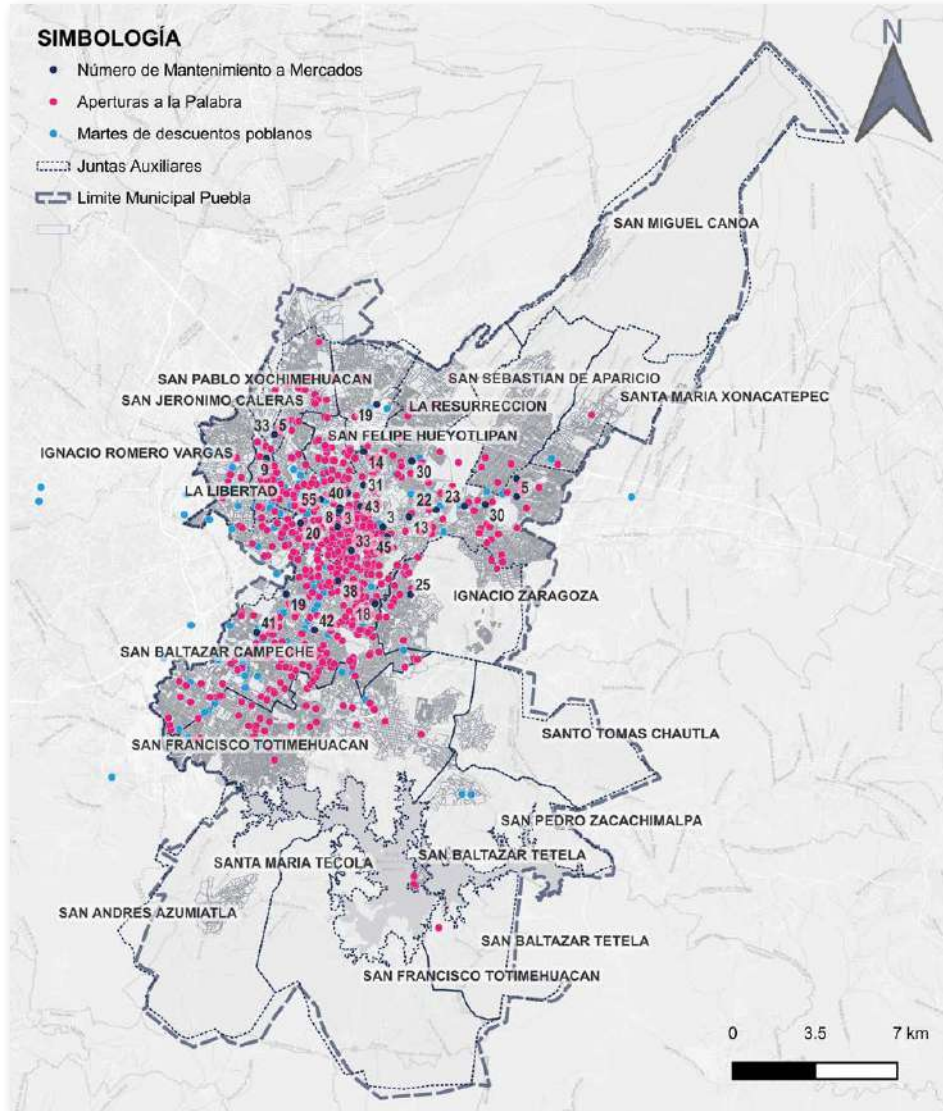 N
SIMBOLOGÍA
Número de Mantenimiento a Mercados
Aperturas a la Palabra
Martes de descuentos poblanos
Juntas Auxiliares
Limite Municipal Puebla
SAN MIGUEL CANOA
SAN PABLO XOCHIMEHUACAN
SAN SEBASTIAN DE APARICIO
SAN JERONIMO CALERAS
SANTA MARIA XONACATEPEC
19
LA RESURRECCION
33
5
SAN FELIPE HUEYOTLIPAN
IGNACIO ROMERO VARGAS
9
14
30
LA LIBERTAD
31
5
55
40
43
22
23
30
8
3
3
13
20
33
45
38
25
IGNACIO ZARAGOZA
19
18
41
42
SAN BALTAZAR CAMPECHE
SANTO TOMAS CHAUTLA
SAN FRANCISCO TOTIMEHUACAN
SAN PEDRO ZACACHIMALPA
SANTA MARIA TECOLA
SAN BALTAZAR TETELA
SAN ANDRES AZUMIATLA
SAN BALTAZAR TETELA
SAN FRANCISCO TOTIMEHUACAN
0 3.5 7 km